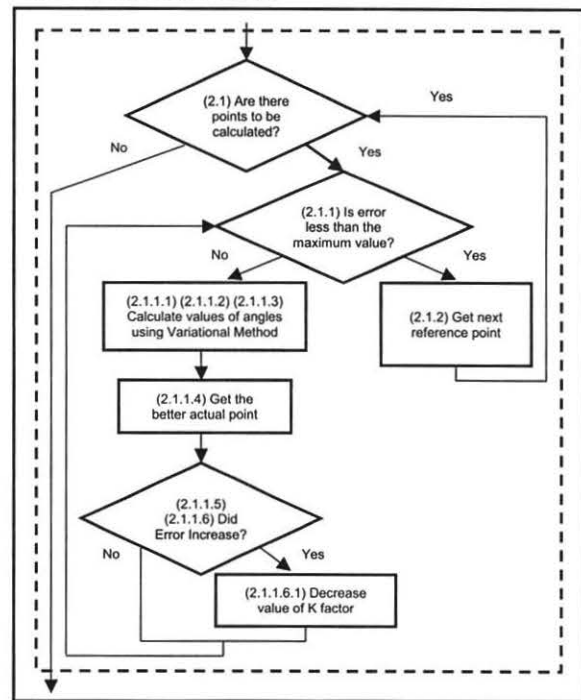 (2.1) Are there
points to be
calculated?
Yes
No
Yes
(2.1.1) Is error
less than the
maximum value?
No
Yes
(2.1.1.1) (2.1.1.2) (2.1.1.3)
Calculate values of angles
using Variational Method
(2.1.2) Get next
reference point
(2.1.1.4) Get the
better actual point
(2.1.1.5)
(2.1.1.6) Did
Error Increase?
No
Yes
(2.1.1.6.1) Decrease
value of K factor